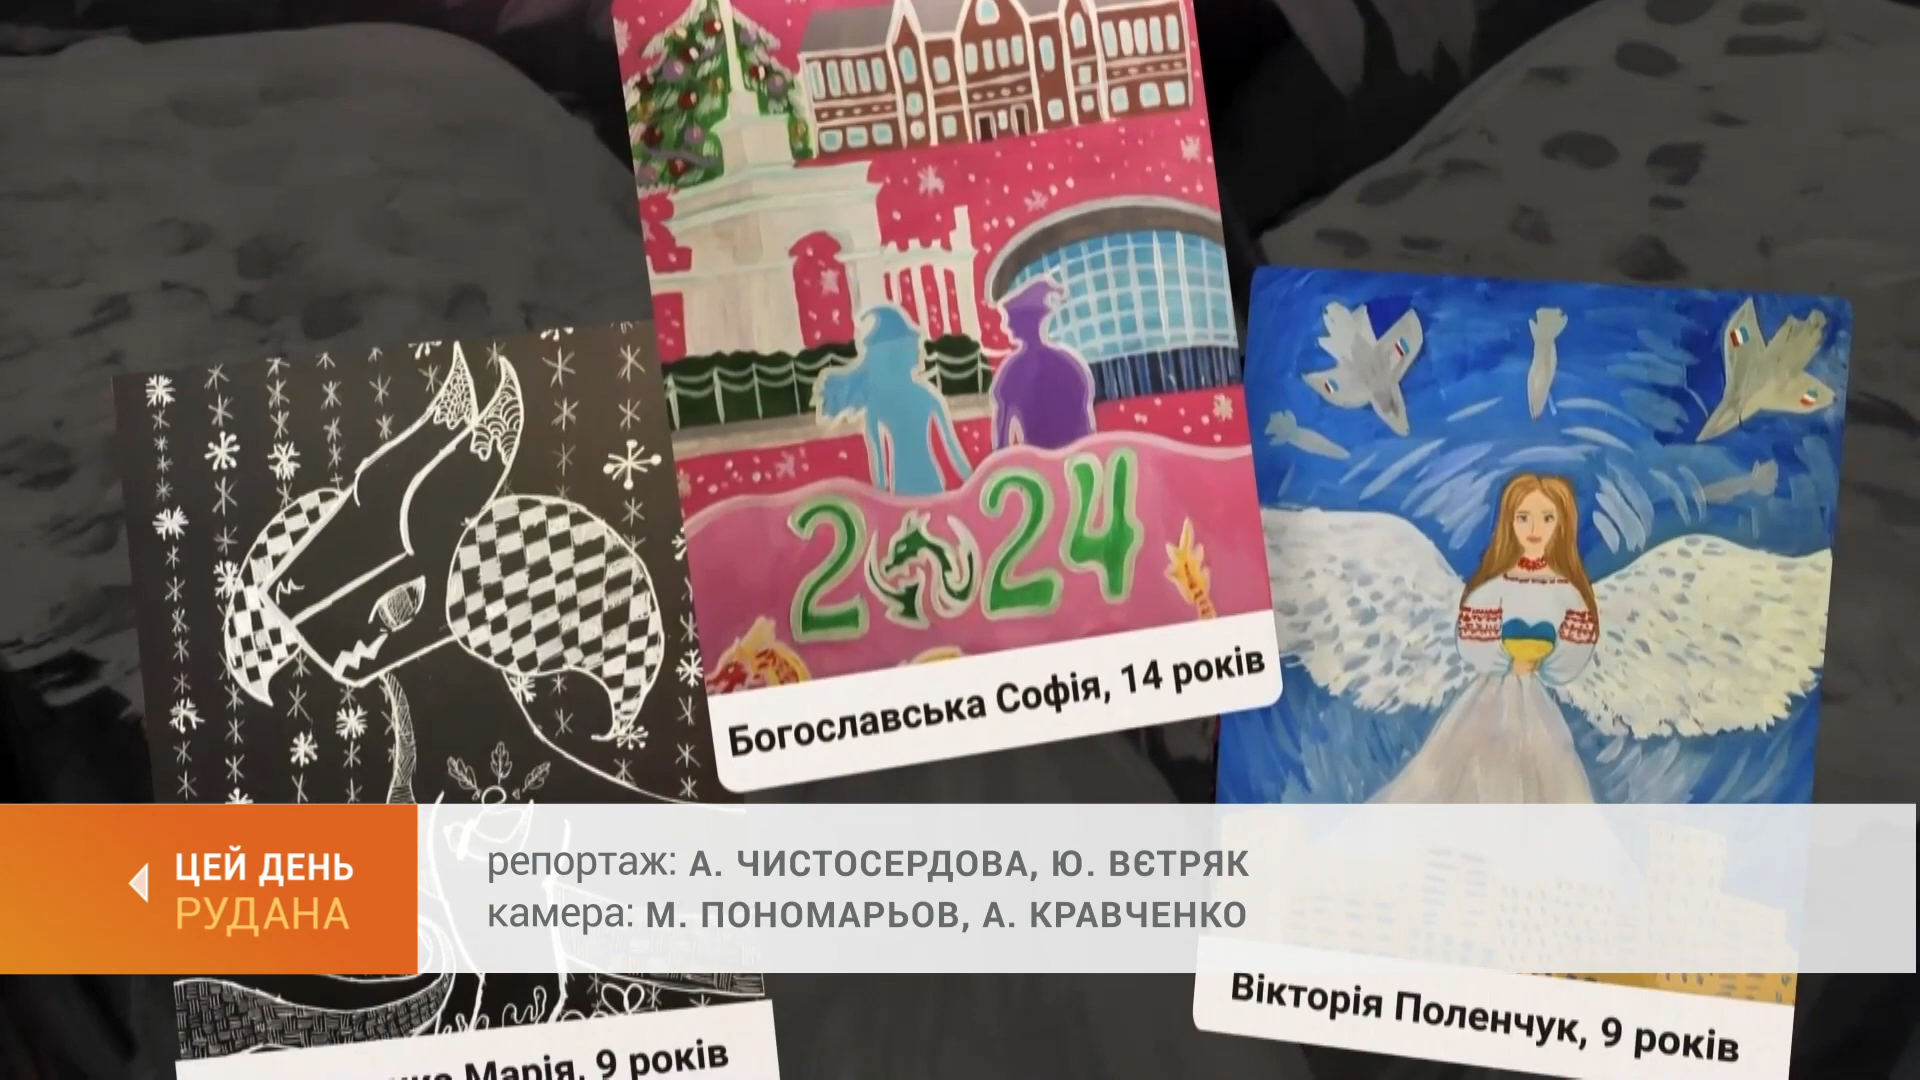 2024
Богославська Софія, 14 років
ЦЕЙ ДЕНЬ
РУДАНА
репортаж: А. ЧИСТОСЕРДОВА, Ю. ВЄТРЯК
камера: М. ПОНОМАРЬОВ, А. КРАВЧЕНКО
Вікторія Поленчук, 9 років
Марія, 9 років